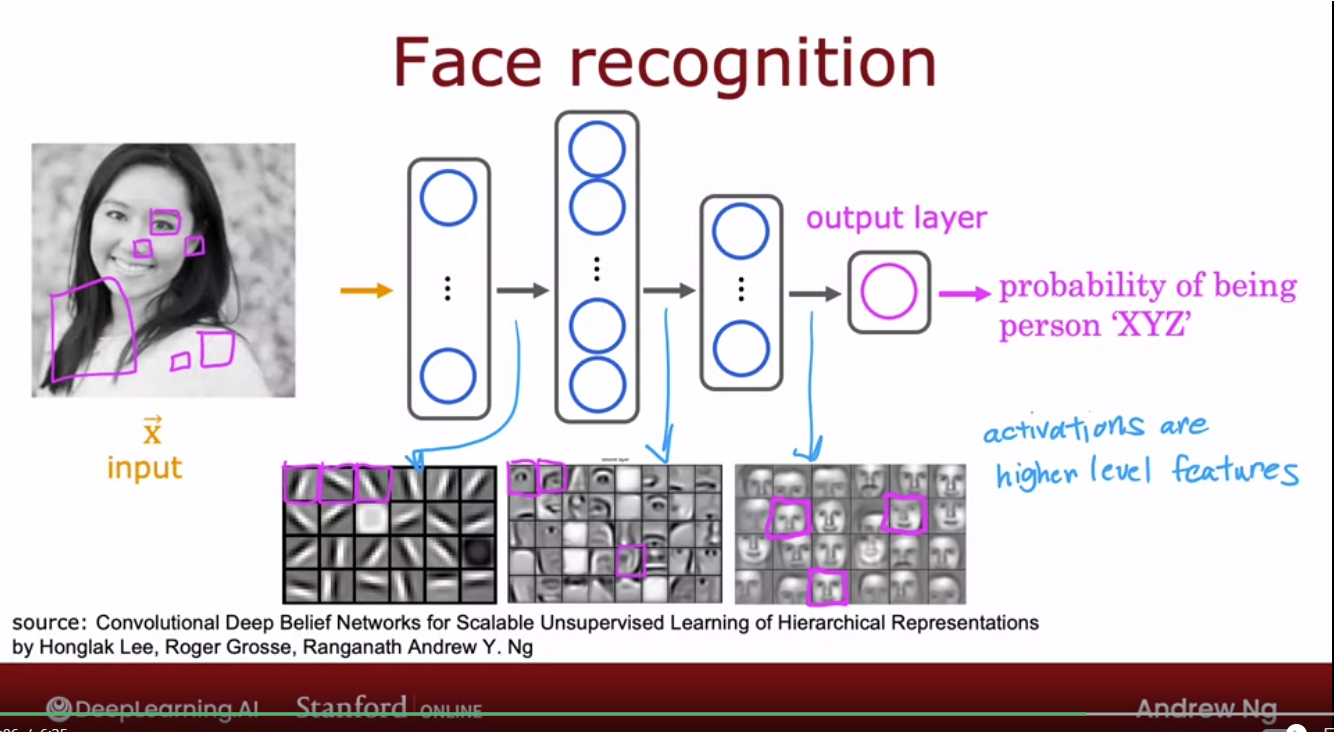 Face recognition
output layer
probability of being
person ‘XYZ’
x
input
activations are
higher level features
second layer
source: Convolutional Deep Belief Networks for Scalable Unsupervised Learning of Hierarchical Representations
by Honglak Lee, Roger Grosse, Ranganath Andrew Y. Ng
DeepLearning.AI
Stanford ONLINE
Andrew Ng
6:25